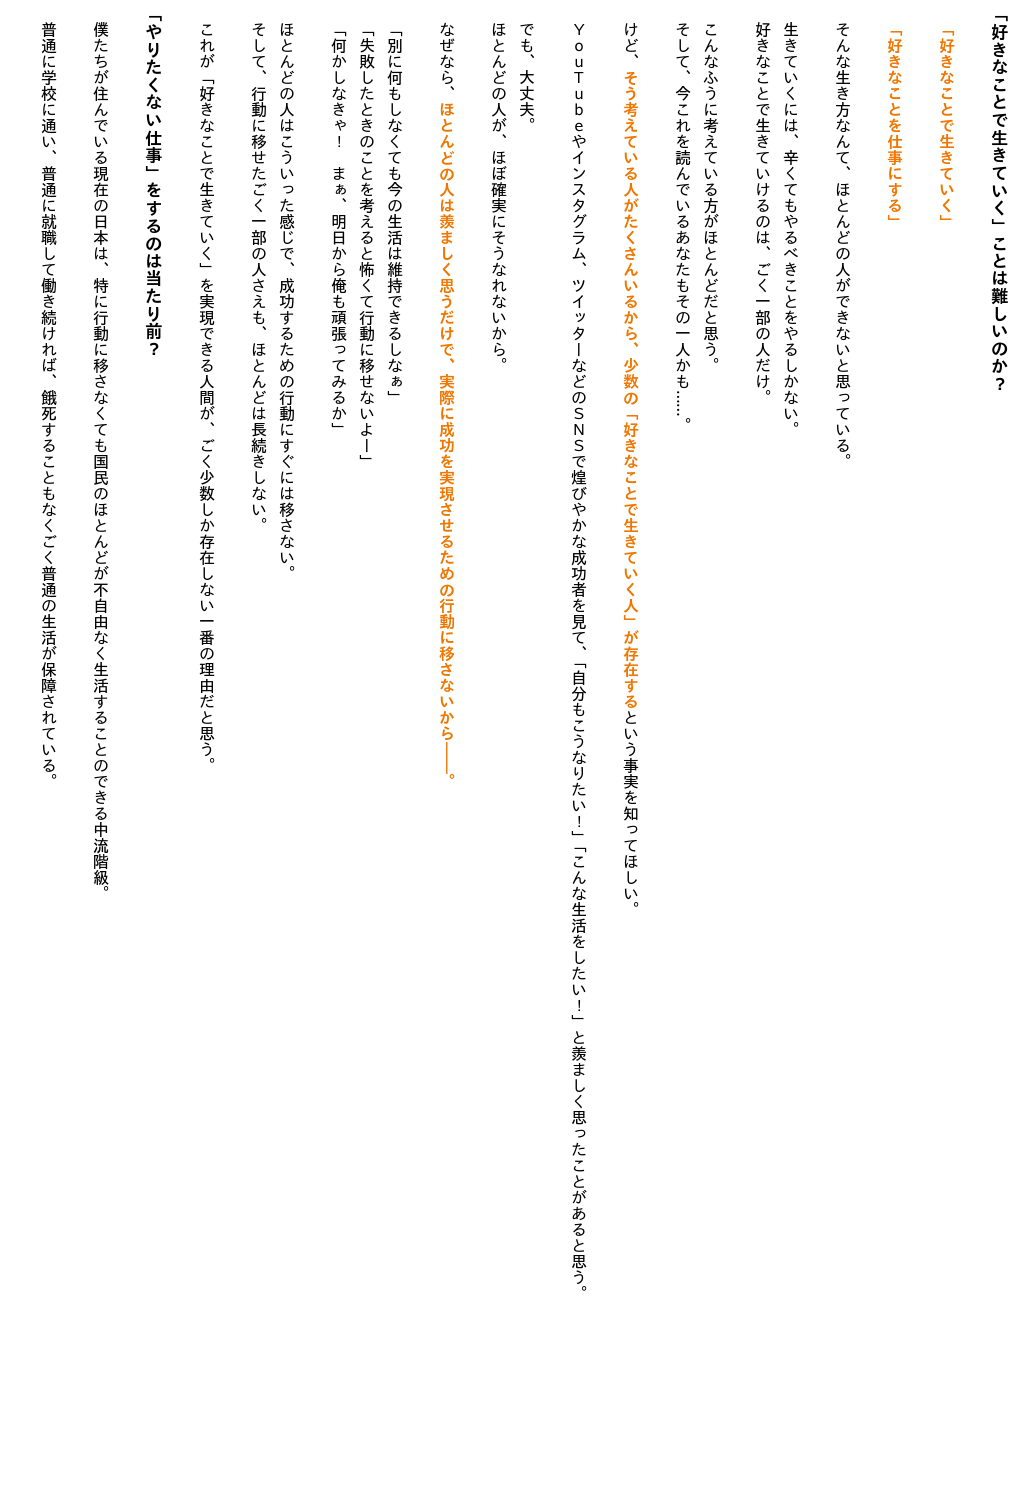 「好きなことで生きていく」ことは難しいのか？
「好きなことで生きていく」
「好きなことを仕事にする」
そんな生き方なんて、ほとんどの人ができないと思っている。
生きていくには、辛くてもやるべきことをやるしかない。
好きなことで生きていけるのは、ごく一部の人だけ。
こんなふうに考えている方がほとんどだと思う。
そして、今これを読んでいるあなたもその一人かも……。
けど、そう考えている人がたくさんいるから、少数の「好きなことで生きていく人」が存在するという事実を知ってほしい。
ＹｏｕＴｕｂｅやインスタグラム、ツイッターなどのＳＮＳで煌びやかな成功者を見て、「自分もこうなりたい！」「こんな生活をしたい！」と羨ましく思ったことがあると思う。
でも、大丈夫。
ほとんどの人が、ほぼ確実にそうなれないから。
なぜなら、ほとんどの人は羨ましく思うだけで、実際に成功を実現させるための行動に移さないから――。
「別に何もしなくても今の生活は維持できるしなぁ」
「失敗したときのことを考えると怖くて行動に移せないよー」
「何かしなきゃ！　まぁ、明日から俺も頑張ってみるか」
ほとんどの人はこういった感じで、成功するための行動にすぐには移さない。
そして、行動に移せたごく一部の人さえも、ほとんどは長続きしない。
これが「好きなことで生きていく」を実現できる人間が、ごく少数しか存在しない一番の理由だと思う。
「やりたくない仕事」をするのは当たり前？
僕たちが住んでいる現在の日本は、特に行動に移さなくても国民のほとんどが不自由なく生活することのできる中流階級。
普通に学校に通い、普通に就職して働き続ければ、餓死することもなくごく普通の生活が保障されている。